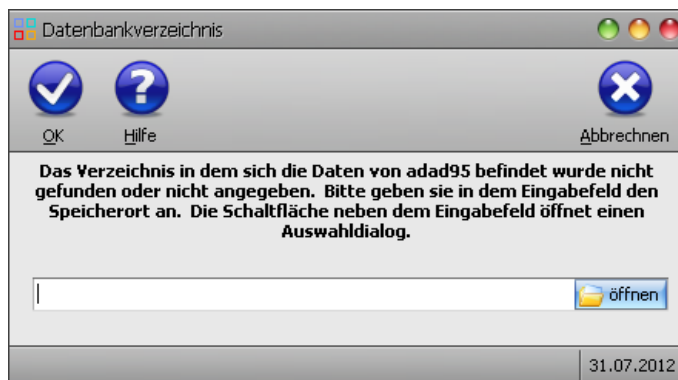 Datenbankverzeichnis
OK
Hilfe
Abbrechnen
Das Verzeichnis in dem sich die Daten von adad95 befindet wurde nicht
gefunden oder nicht angegeben. Bitte geben sie in dem Eingabefeld den
Speicherort an. Die Schaltfläche neben dem Eingabefeld öffnet einen
Auswahldialog.
öffnen
31.07.2012